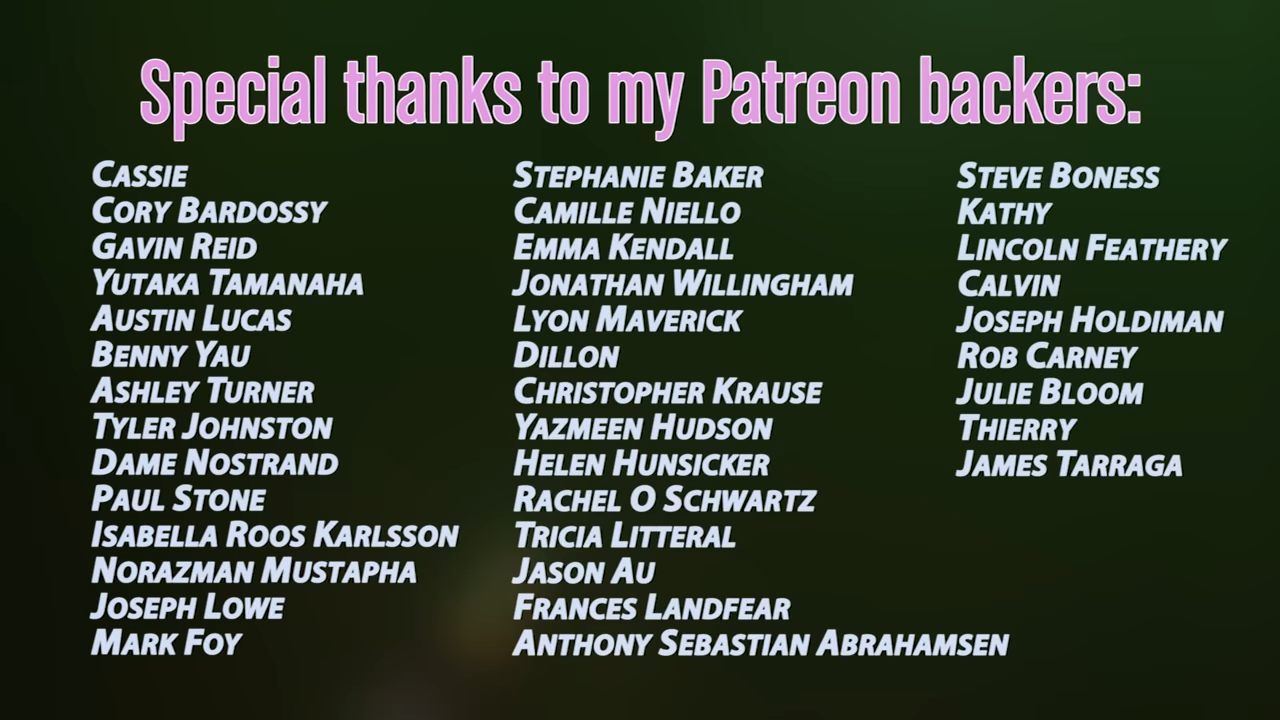 Special thanks to my Patreon backers:
CASSIE
CORY BARDOSSY
GAVIN REID
YUTAKA TAMANAHA
AUSTIN LUCAS
BENNY YAU
ASHLEY TURNER
TYLER JOHNSTON
DAME NOSTRAND
PAUL STONE
ISABELLA ROOS KARLSSON
NORAZMAN MUSTAPHA
JOSEPH LOWE
MARK FOY
STEPHANIE BAKER
CAMILLE NIELLO
EMMA KENDALL
JONATHAN WILLINGHAM
LYON MAVERICK
DILLON
CHRISTOPHER KRAUSE
YAZMEEN HUDSON
HELEN HUNSICKER
RACHEL O SCHWARTZ
TRICIA LITTERAL
JASON AU
FRANCES LANDFEAR
ANTHONY SEBASTIAN ABRAHAMSEN
STEVE BONESS
KATHY
LINCOLN FEATHERY
CALVIN
JOSEPH HOLDIMAN
ROB CARNEY
JULIE BLOOM
THIERRY
JAMES TARRAGA